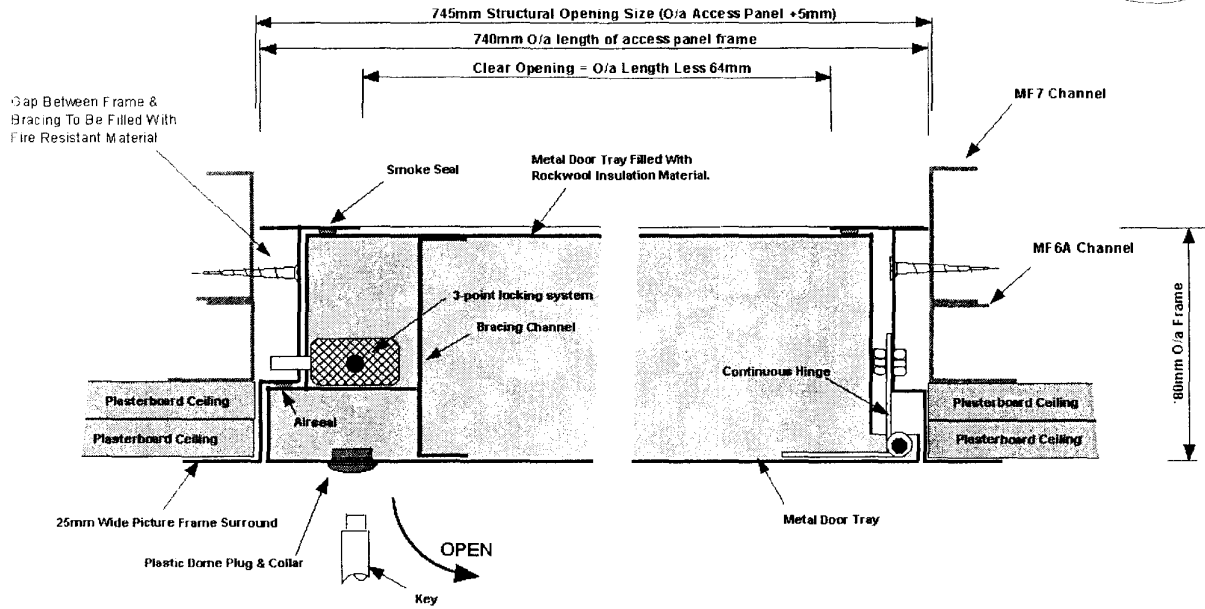 745mm Structural Opening Size (O/a Access Panel +5mm)
740mm O/a length of access panel frame
Clear Opening = O/a Length Less 64mm
Gap Between Frame &
Bracing To Be Filled With
Fire Resistant Material
MF7 Channel
Smoke Seal
Metal Door Tray Filled With
Rockwool Insulation Material.
MF6A Channel
3-point locking system
Bracing Channel
80mm O/a Frame
Continuous Hinge
Plasterboard Ceiling
Plasterboard Ceiling
Airseal
Plasterboard Ceiling
Plasterboard Ceiling
25mm Wide Picture Frame Surround
Metal Door Tray
Plastic Dome Plug & Collar
OPEN
Key